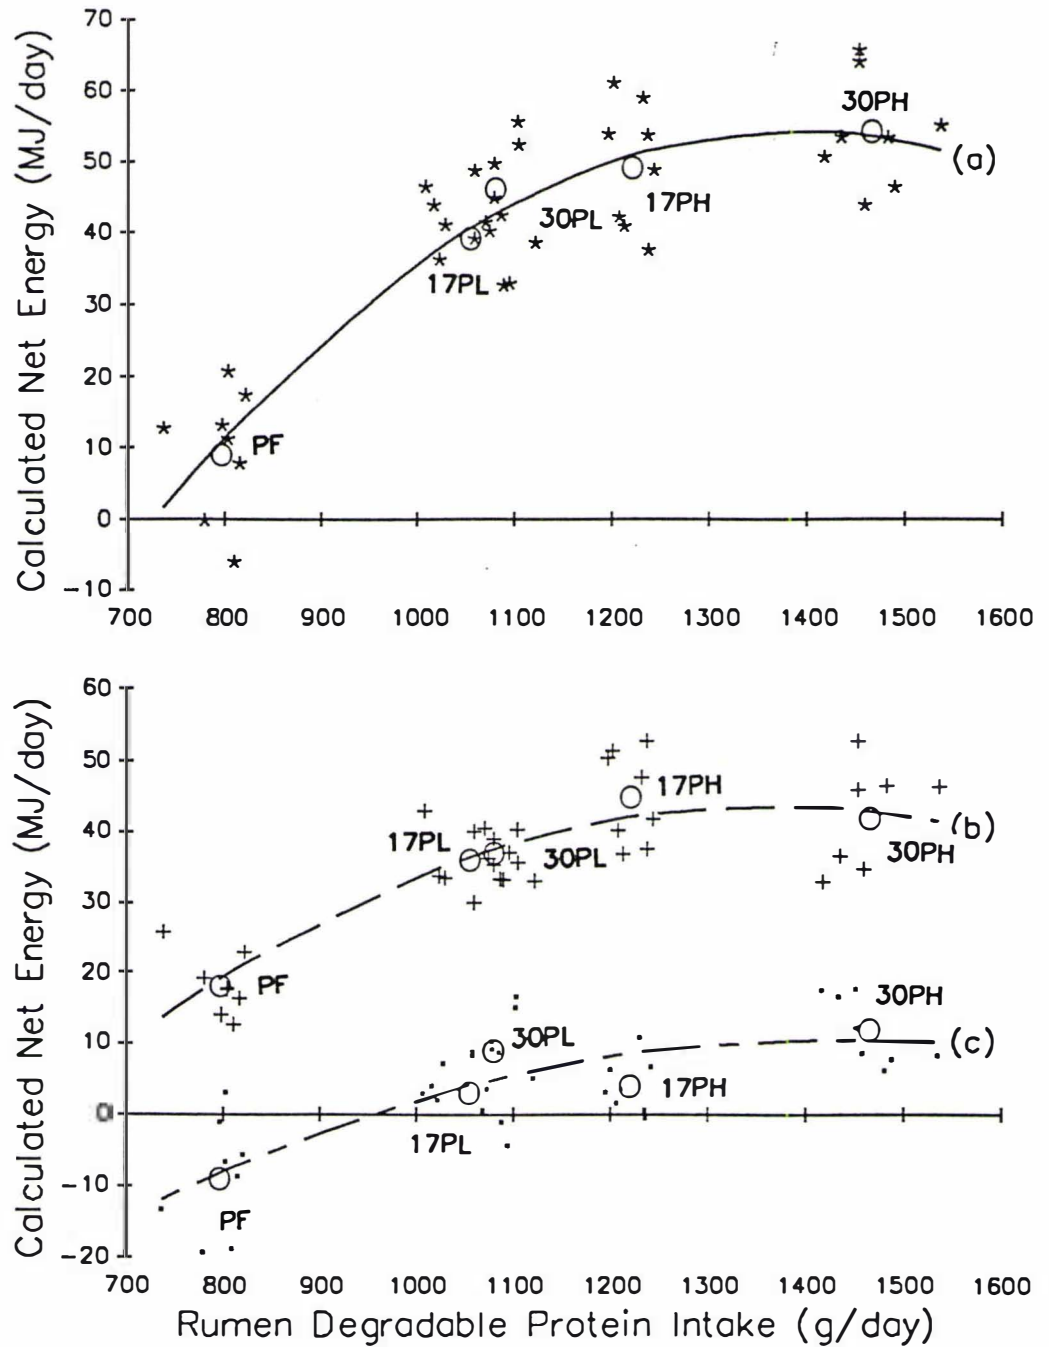 Calculated Net Energy (MJ/day)
70
60
50
40
30
20
10
0
-10
700 800 900 1000 1100 1200 1300 1400 1500 1600
30PH
(a)
17PH
30PL
17PL
PF
Calculated Net Energy (MJ/day)
60
50
40
30
20
10
0
-10
-20
17PH
17PL
(b)
30PL
30PH
PF
30PH
30PL
(c)
17PH
17PL
PF
700 800 900 1000 1100 1200 1300 1400 1500 1600
Rumen Degradable Protein Intake (g/day)